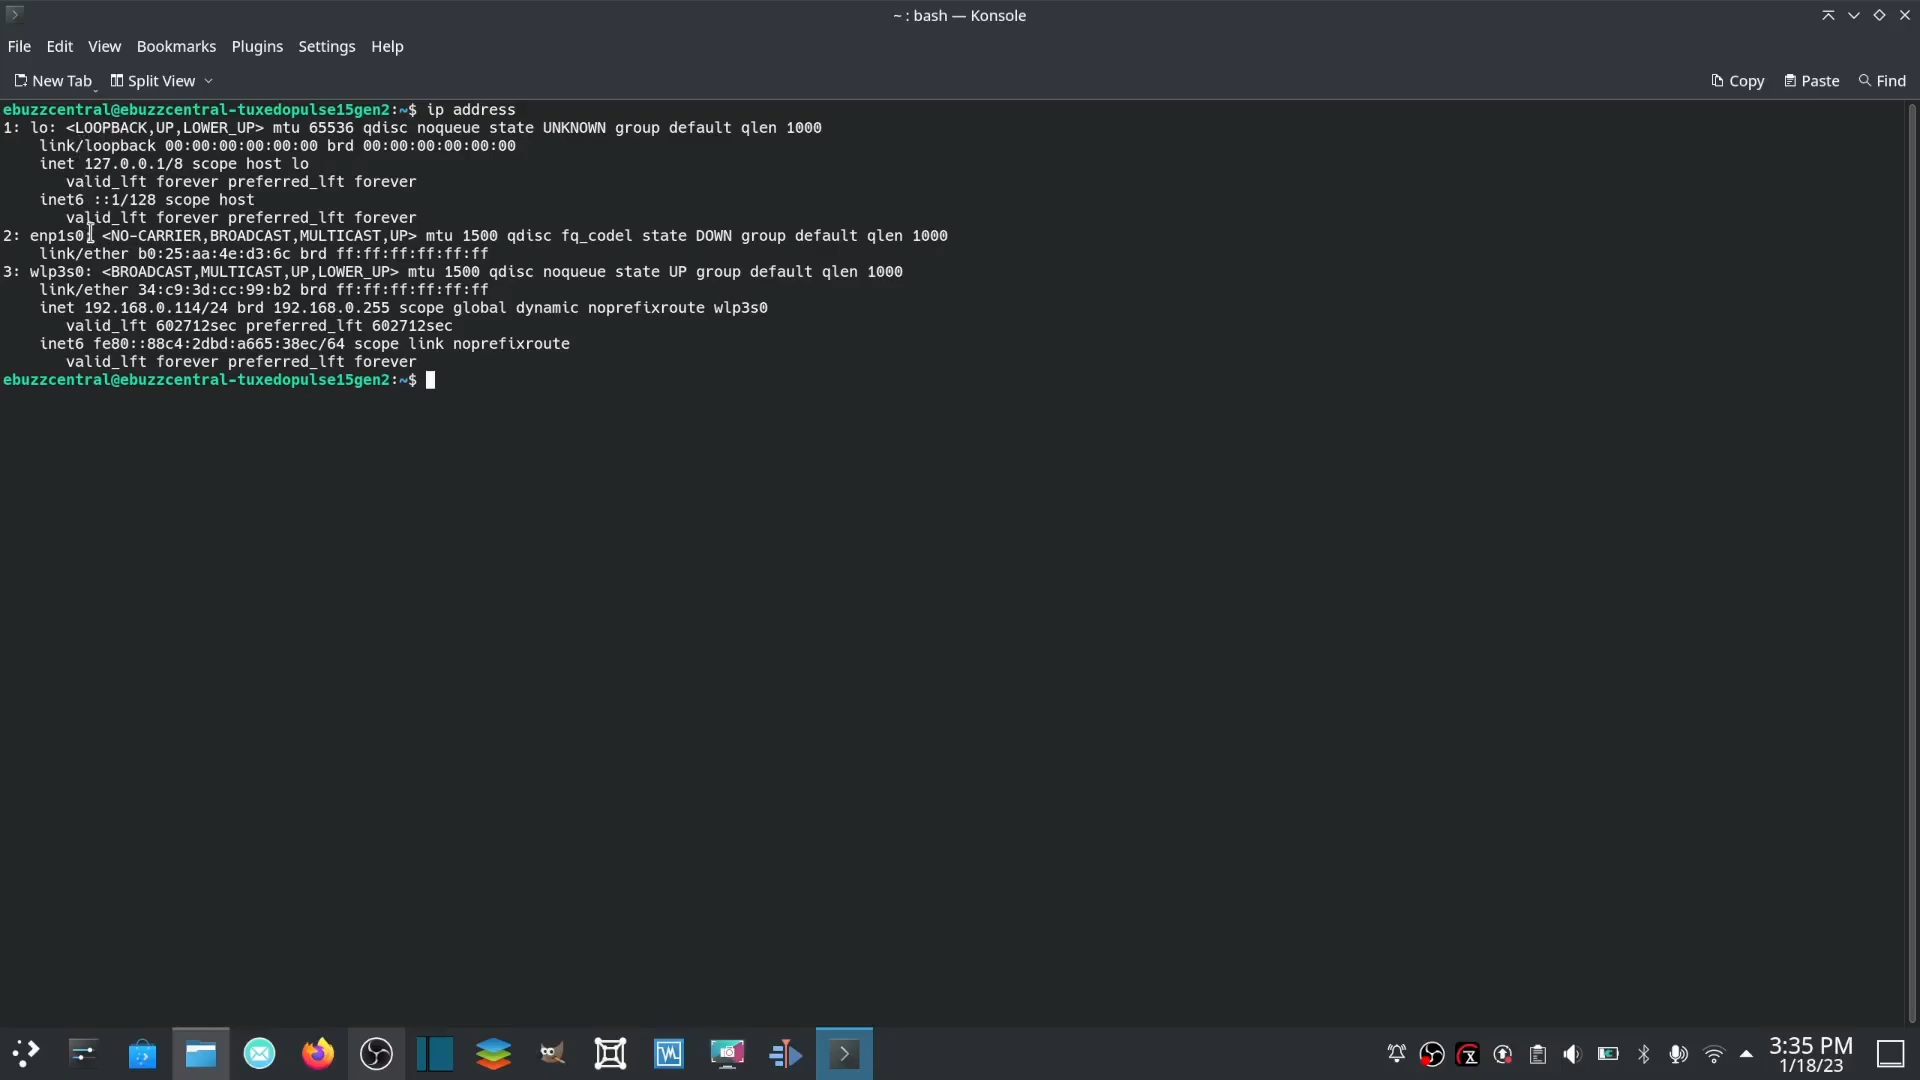 ~ : bash — Konsole
File Edit View Bookmarks Plugins Settings Help
New Tab Split View Copy Paste Find
ebuzzcentral@ebuzzcentral-tuxedopulse15gen2:~$ ip address
1: lo: <LOOPBACK,UP,LOWER_UP> mtu 65536 qdisc noqueue state UNKNOWN group default qlen 1000
    link/loopback 00:00:00:00:00:00 brd 00:00:00:00:00:00
    inet 127.0.0.1/8 scope host lo
       valid_lft forever preferred_lft forever
    inet6 ::1/128 scope host
       valid_lft forever preferred_lft forever
2: enp1s0: <NO-CARRIER,BROADCAST,MULTICAST,UP> mtu 1500 qdisc fq_codel state DOWN group default qlen 1000
    link/ether b0:25:aa:4e:d3:6c brd ff:ff:ff:ff:ff:ff
3: wlp3s0: <BROADCAST,MULTICAST,UP,LOWER_UP> mtu 1500 qdisc noqueue state UP group default qlen 1000
    link/ether 34:c9:3d:cc:99:b2 brd ff:ff:ff:ff:ff:ff
    inet 192.168.0.114/24 brd 192.168.0.255 scope global dynamic noprefixroute wlp3s0
       valid_lft 602712sec preferred_lft 602712sec
    inet6 fe80::88c4:2dbd:a665:38ec/64 scope link noprefixroute
       valid_lft forever preferred_lft forever
ebuzzcentral@ebuzzcentral-tuxedopulse15gen2:~$
3:35 PM
1/18/23